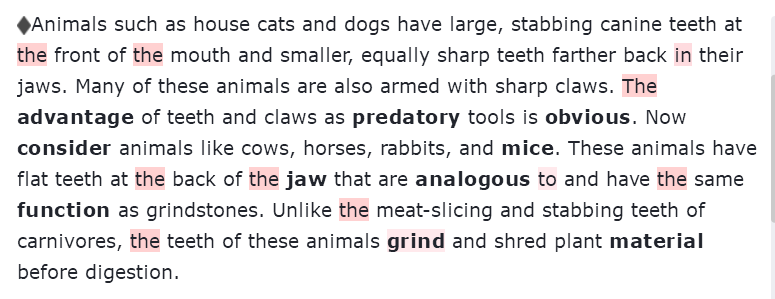 ◆Animals such as house cats and dogs have large, stabbing canine teeth at
the front of the mouth and smaller, equally sharp teeth farther back in their
jaws. Many of these animals are also armed with sharp claws. The
advantage of teeth and claws as predatory tools is obvious. Now
consider animals like cows, horses, rabbits, and mice. These animals have
flat teeth at the back of the jaw that are analogous to and have the same
function as grindstones. Unlike the meat-slicing and stabbing teeth of
carnivores, the teeth of these animals grind and shred plant material
before digestion.